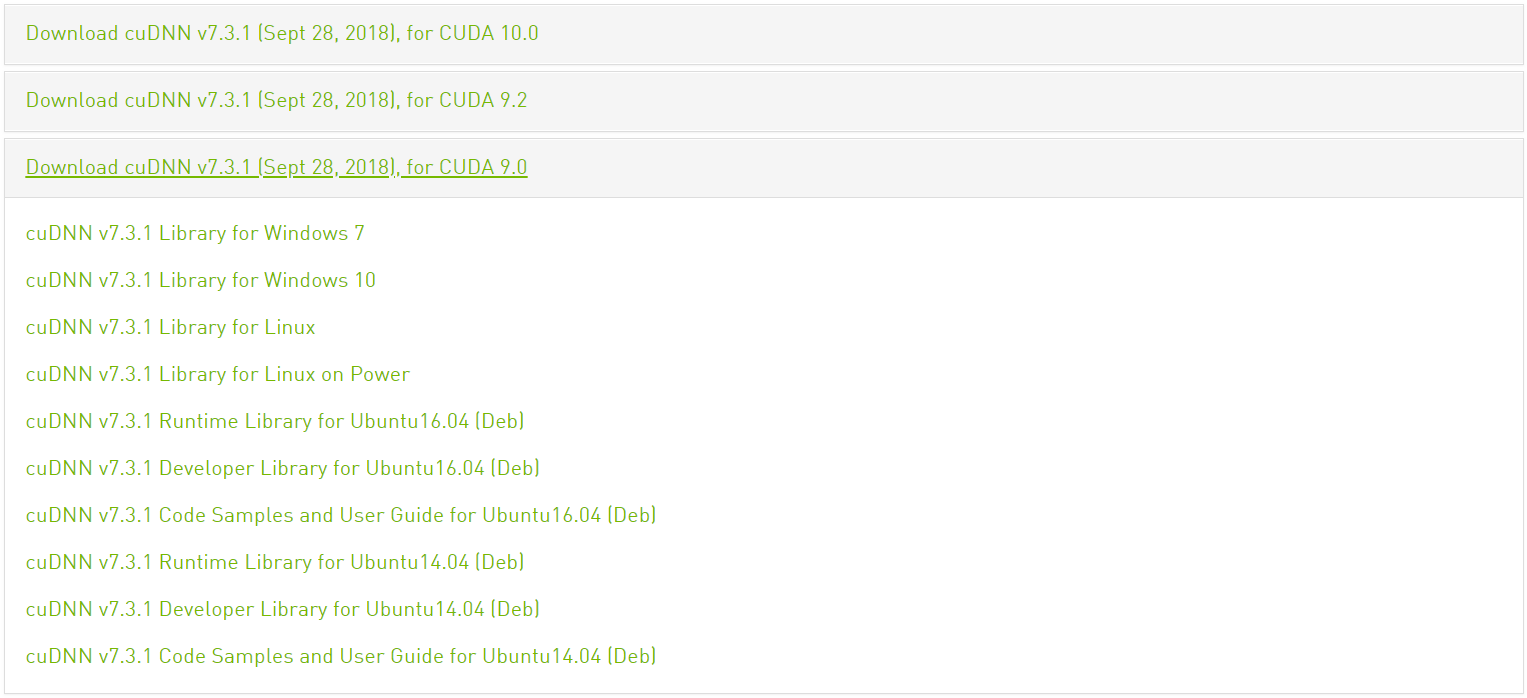 Download cuDNN v7.3.1 (Sept 28, 2018), for CUDA 10.0
Download cuDNN v7.3.1 (Sept 28, 2018), for CUDA 9.2
Download cuDNN v7.3.1 (Sept 28, 2018), for CUDA 9.0
cuDNN v7.3.1 Library for Windows 7
cuDNN v7.3.1 Library for Windows 10
cuDNN v7.3.1 Library for Linux
cuDNN v7.3.1 Library for Linux on Power
cuDNN v7.3.1 Runtime Library for Ubuntu16.04 (Deb)
cuDNN v7.3.1 Developer Library for Ubuntu16.04 (Deb)
cuDNN v7.3.1 Code Samples and User Guide for Ubuntu16.04 (Deb)
cuDNN v7.3.1 Runtime Library for Ubuntu14.04 (Deb)
cuDNN v7.3.1 Developer Library for Ubuntu14.04 (Deb)
cuDNN v7.3.1 Code Samples and User Guide for Ubuntu14.04 (Deb)